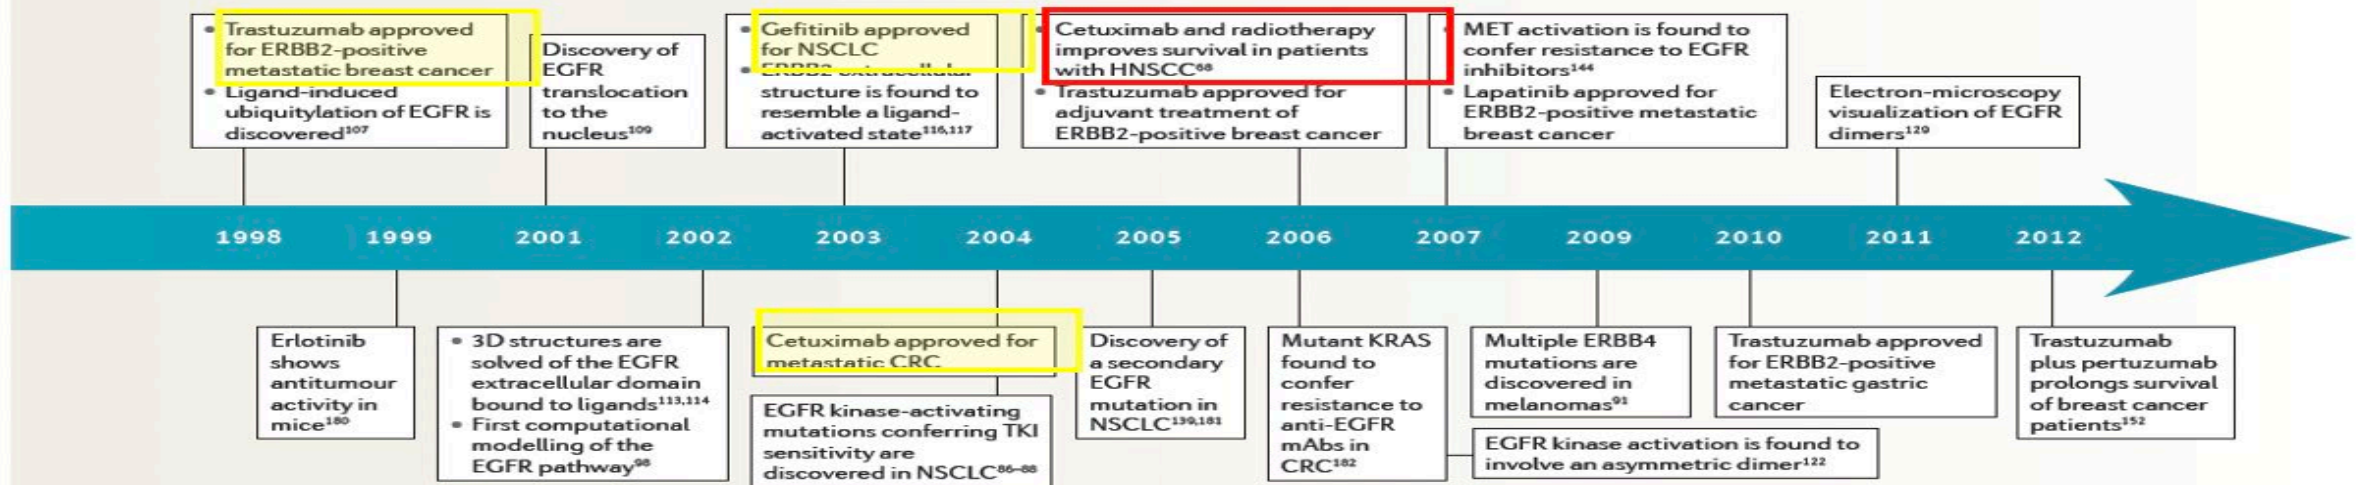 • Trastuzumab approved
for ERBB2-positive
metastatic breast cancer
• Ligand-induced
ubiquitylation of EGFR is
discovered¹⁰⁷
Discovery of
EGFR
translocation
to the
nucleus¹⁰⁹
• Gefitinib approved
for NSCLC
• ERBB2 extracellular
structure is found to
resemble a ligand-
activated state¹¹⁶,¹¹⁷
• Cetuximab and radiotherapy
improves survival in patients
with HNSCC⁶⁸
• Trastuzumab approved for
adjuvant treatment of
ERBB2-positive breast cancer
• MET activation is found to
confer resistance to EGFR
inhibitors¹⁴⁴
• Lapatinib approved for
ERBB2-positive metastatic
breast cancer
Electron-microscopy
visualization of EGFR
dimers¹²⁹
1998 1999 2001 2002 2003 2004 2005 2006 2007 2009 2010 2011 2012
Erlotinib
shows
antitumour
activity in
mice¹⁸⁰
• 3D structures are
solved of the EGFR
extracellular domain
bound to ligands¹¹³,¹¹⁴
• First computational
modelling of the
EGFR pathway⁹⁸
Cetuximab approved for
metastatic CRC
EGFR kinase-activating
mutations conferring TKI
sensitivity are
discovered in NSCLC⁸⁶⁻⁸⁸
Discovery of
a secondary
EGFR
mutation in
NSCLC¹³⁹,¹⁸¹
Mutant KRAS
found to
confer
resistance to
anti-EGFR
mAbs in
CRC¹⁸²
Multiple ERBB4
mutations are
discovered in
melanomas⁹¹
EGFR kinase activation is found to
involve an asymmetric dimer¹²²
Trastuzumab approved
for ERBB2-positive
metastatic gastric
cancer
Trastuzumab
plus pertuzumab
prolongs survival
of breast cancer
patients¹⁵²